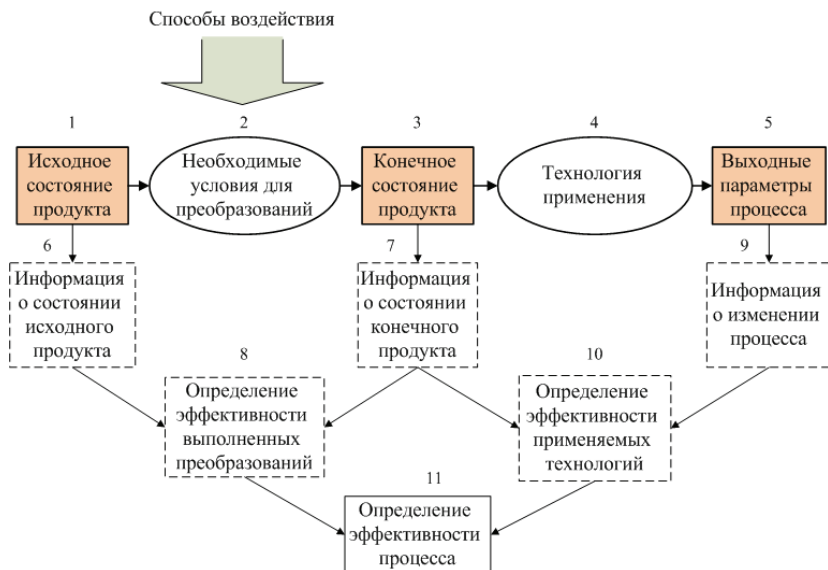 Способы воздействия
1
2
3
4
5
Исходное
состояние
продукта
Необходимые
условия для
преобразований
Конечное
состояние
продукта
Технология
применения
Выходные
параметры
процесса
6
7
9
Информация
о состоянии
исходного
продукта
Информация
о состоянии
конечного
продукта
Информация
о изменении
процесса
8
10
Определение
эффективности
выполненных
преобразований
Определение
эффективности
применяемых
технологий
11
Определение
эффективности
процесса